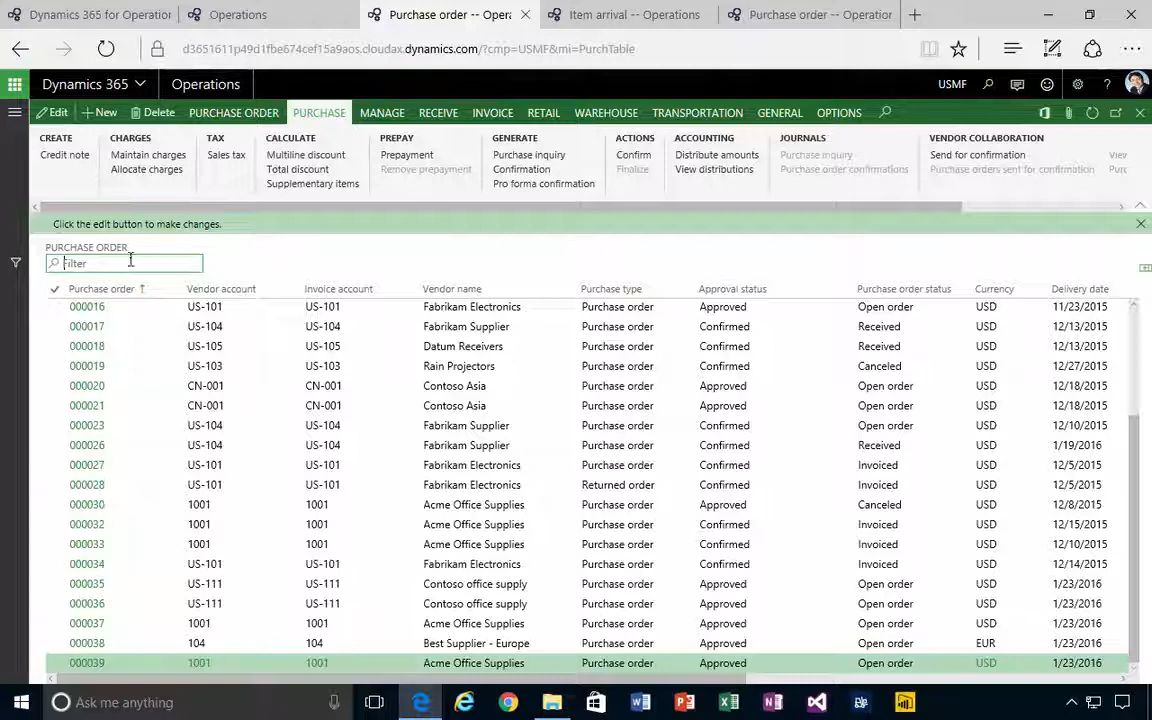 Dynamics 365 for Operation
Operations
Purchase order -- Opera
Item arrival -- Operations
Purchase order -- Operation
d3651611p49d1fbe674cef15a9aos.cloudax.dynamics.com/?cmp=USMF&mi=PurchTable
Dynamics 365 Operations USMF ?
Edit + New Delete PURCHASE ORDER PURCHASE MANAGE RECEIVE INVOICE RETAIL WAREHOUSE TRANSPORTATION GENERAL OPTIONS
CREATE CHARGES TAX CALCULATE PREPAY GENERATE ACTIONS ACCOUNTING JOURNALS VENDOR COLLABORATION
Credit note Maintain charges Sales tax Multiline discount Prepayment Purchase inquiry Confirm Distribute amounts Purchase inquiry Send for confirmation View
Allocate charges Total discount Remove prepayment Confirmation Finalize View distributions Purchase order confirmations Purchase orders sent for confirmation Purc
Supplementary items Pro forma confirmation
Click the edit button to make changes.
PURCHASE ORDER
Filter
Purchase order Vendor account Invoice account Vendor name Purchase type Approval status Purchase order status Currency Delivery date
000016 US-101 US-101 Fabrikam Electronics Purchase order Approved Open order USD 11/23/2015
000017 US-104 US-104 Fabrikam Supplier Purchase order Confirmed Received USD 12/13/2015
000018 US-105 US-105 Datum Receivers Purchase order Confirmed Received USD 12/13/2015
000019 US-103 US-103 Rain Projectors Purchase order Confirmed Canceled USD 12/27/2015
000020 CN-001 CN-001 Contoso Asia Purchase order Approved Open order USD 12/18/2015
000021 CN-001 CN-001 Contoso Asia Purchase order Approved Open order USD 12/18/2015
000023 US-104 US-104 Fabrikam Supplier Purchase order Confirmed Open order USD 12/10/2015
000026 US-104 US-104 Fabrikam Supplier Purchase order Confirmed Received USD 1/19/2016
000027 US-101 US-101 Fabrikam Electronics Purchase order Confirmed Invoiced USD 12/5/2015
000028 US-101 US-101 Fabrikam Electronics Returned order Confirmed Invoiced USD 12/5/2015
000030 1001 1001 Acme Office Supplies Purchase order Approved Canceled USD 12/8/2015
000032 1001 1001 Acme Office Supplies Purchase order Confirmed Invoiced USD 12/15/2015
000033 1001 1001 Acme Office Supplies Purchase order Confirmed Invoiced USD 12/10/2015
000034 US-101 US-101 Fabrikam Electronics Purchase order Confirmed Invoiced USD 12/14/2015
000035 US-111 US-111 Contoso office supply Purchase order Approved Open order USD 1/23/2016
000036 US-111 US-111 Contoso office supply Purchase order Approved Open order USD 1/23/2016
000037 1001 1001 Acme Office Supplies Purchase order Approved Open order USD 1/23/2016
000038 104 104 Best Supplier - Europe Purchase order Approved Open order EUR 1/23/2016
000039 1001 1001 Acme Office Supplies Purchase order Approved Open order USD 1/23/2016
Ask me anything